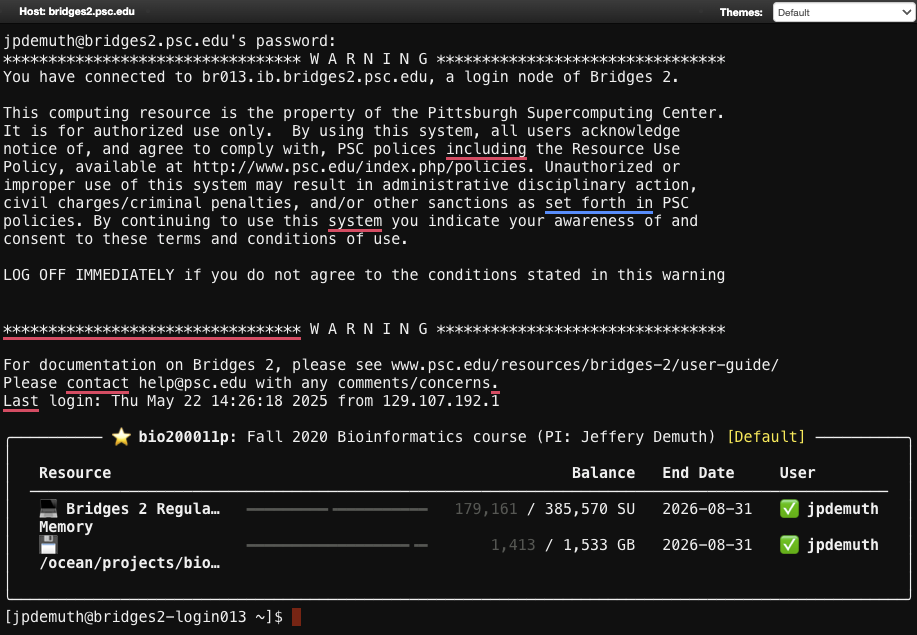 Host: bridges2.psc.edu Themes: Default
jpdemuth@bridges2.psc.edu's password:
********************************* W A R N I N G ********************************
You have connected to br013.ib.bridges2.psc.edu, a login node of Bridges 2.
This computing resource is the property of the Pittsburgh Supercomputing Center.
It is for authorized use only.  By using this system, all users acknowledge
notice of, and agree to comply with, PSC polices including the Resource Use
Policy, available at http://www.psc.edu/index.php/policies. Unauthorized or
improper use of this system may result in administrative disciplinary action,
civil charges/criminal penalties, and/or other sanctions as set forth in PSC
policies. By continuing to use this system you indicate your awareness of and
consent to these terms and conditions of use.
LOG OFF IMMEDIATELY if you do not agree to the conditions stated in this warning
********************************* W A R N I N G ********************************
For documentation on Bridges 2, please see www.psc.edu/resources/bridges-2/user-guide/
Please contact help@psc.edu with any comments/concerns.
Last login: Thu May 22 14:26:18 2025 from 129.107.192.1
⭐ bio200011p: Fall 2020 Bioinformatics course (PI: Jeffery Demuth) [Default]
Resource Balance End Date User
💻 Bridges 2 Regula… 179,161 / 385,570 SU 2026-08-31 ✅ jpdemuth
Memory
💾 1,413 / 1,533 GB 2026-08-31 ✅ jpdemuth
/ocean/projects/bio…
[jpdemuth@bridges2-login013 ~]$